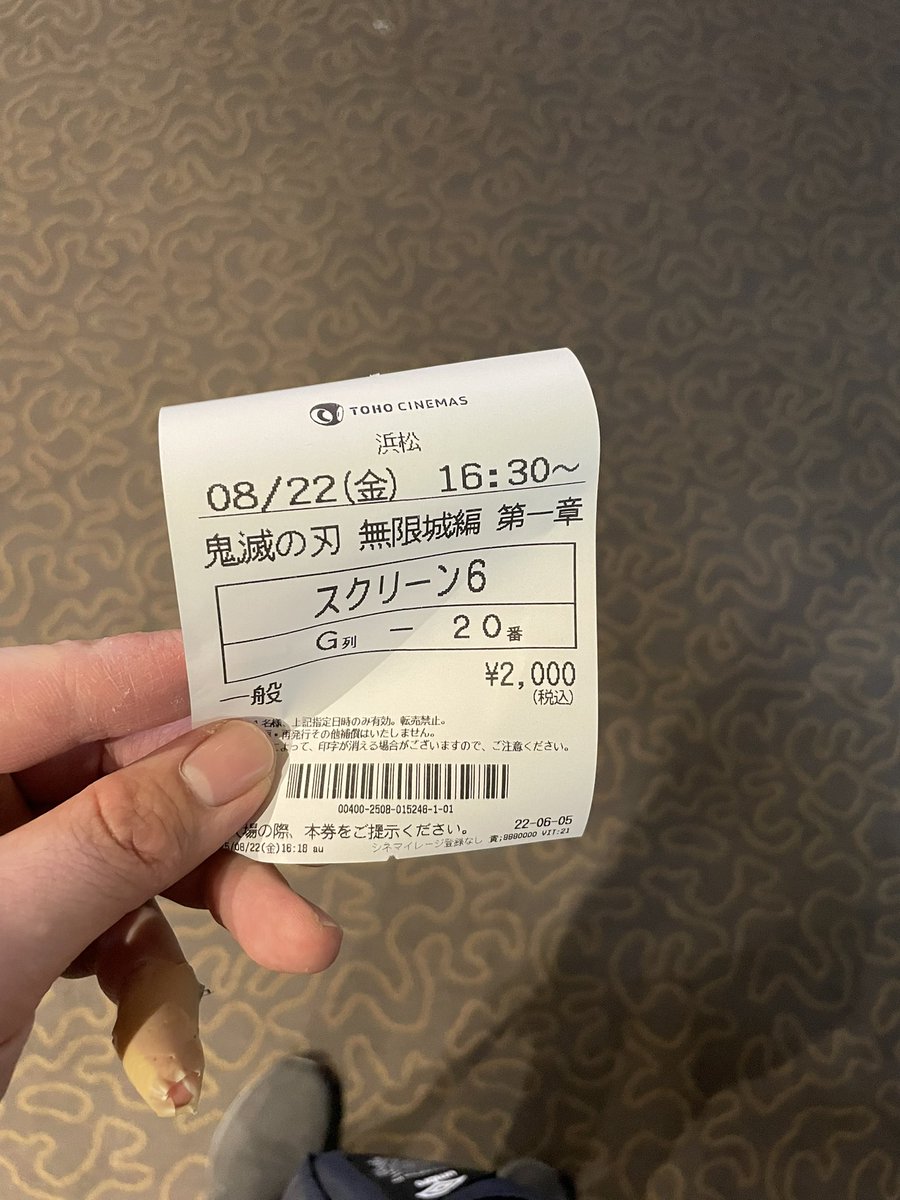 TOHO CINEMAS
浜松
08/22(金) 16:30～
鬼滅の刃 無限城編 第一章
スクリーン6
G列 － 20番
一般
¥2,000
(税込)
名様、上記指定日時のみ有効。転売禁止。
・再発行その他補償はいたしません。
よって、印字が消える場合がございますので、ご注意ください。
00400-2508-015246-1-01
場の際、本券をご提示ください。
22-06-05
5/08/22(金)16:18 au
シネマイレージ登録なし